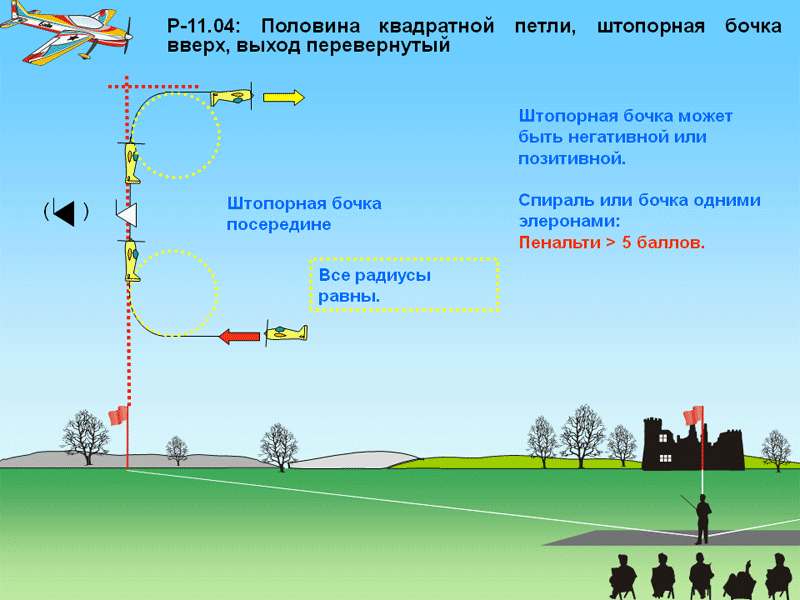 Р-11.04: Половина квадратной петли, штопорная бочка
вверх, выход перевернутый
Штопорная бочка может
быть негативной или
позитивной.
Спираль или бочка одними
элеронами:
Пенальти > 5 баллов.
Штопорная бочка
посередине
Все радиусы
равны.
( )